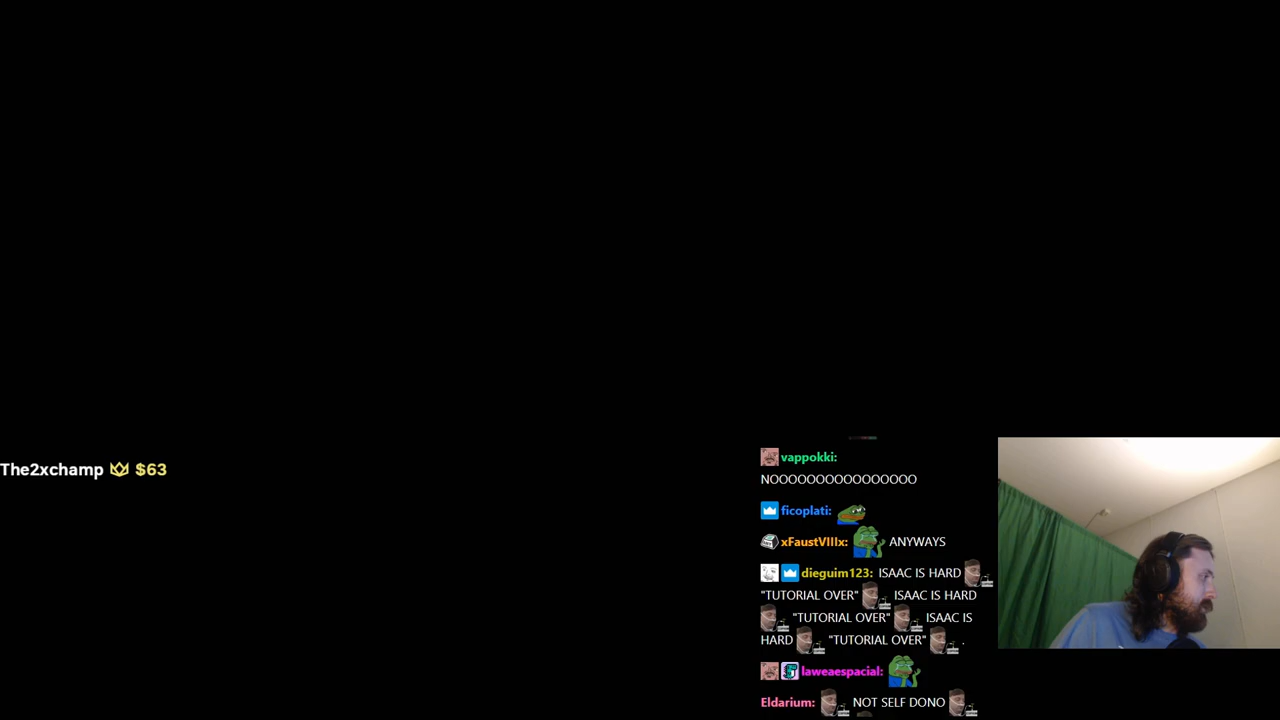 The2xchamp $63
vappokki:
NOOOOOOOOOOOOOOOO
ficoplati:
xFaustVIIIx: ANYWAYS
dieguim123: ISAAC IS HARD
"TUTORIAL OVER" ISAAC IS HARD
"TUTORIAL OVER" ISAAC IS
HARD "TUTORIAL OVER" .
laweaespacial:
Eldarium: NOT SELF DONO